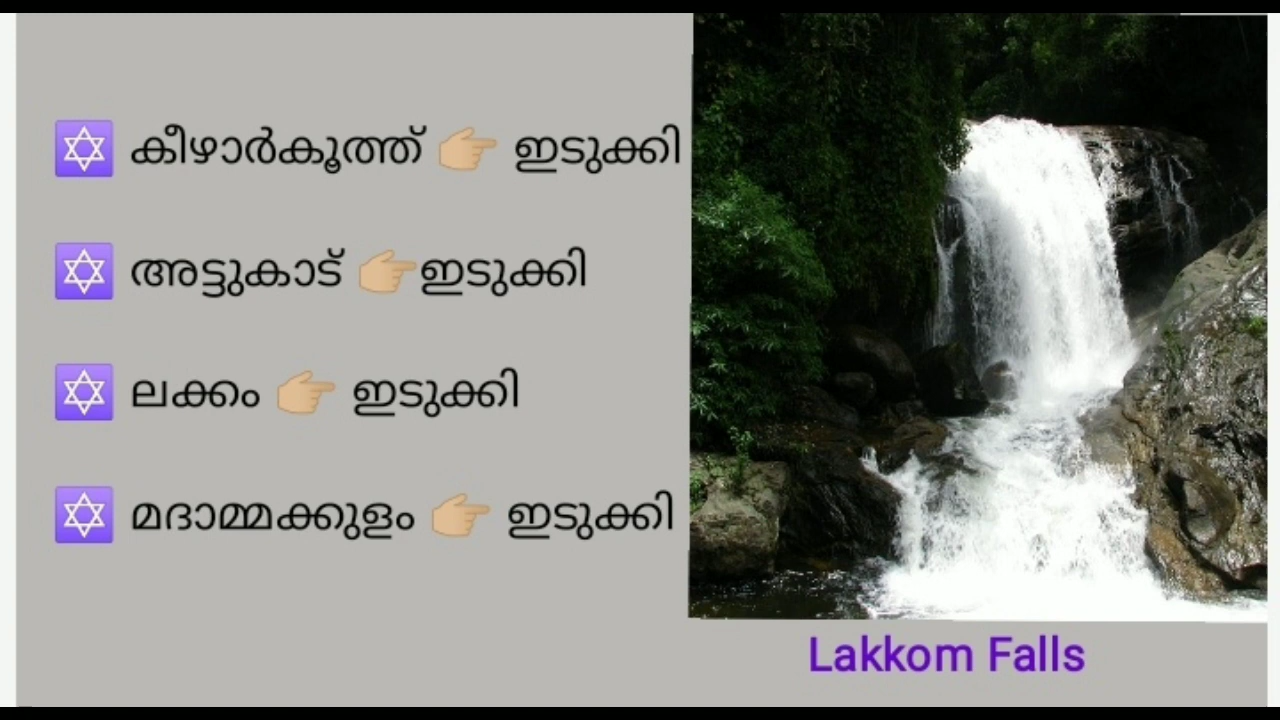 🔯 കീഴാർകൂത്ത് 👉🏼 ഇടുക്കി
🔯 അട്ടുകാട് 👉🏼ഇടുക്കി
🔯 ലക്കം 👉🏼 ഇടുക്കി
🔯 മദാമ്മക്കുളം 👉🏼 ഇടുക്കി
Lakkom Falls